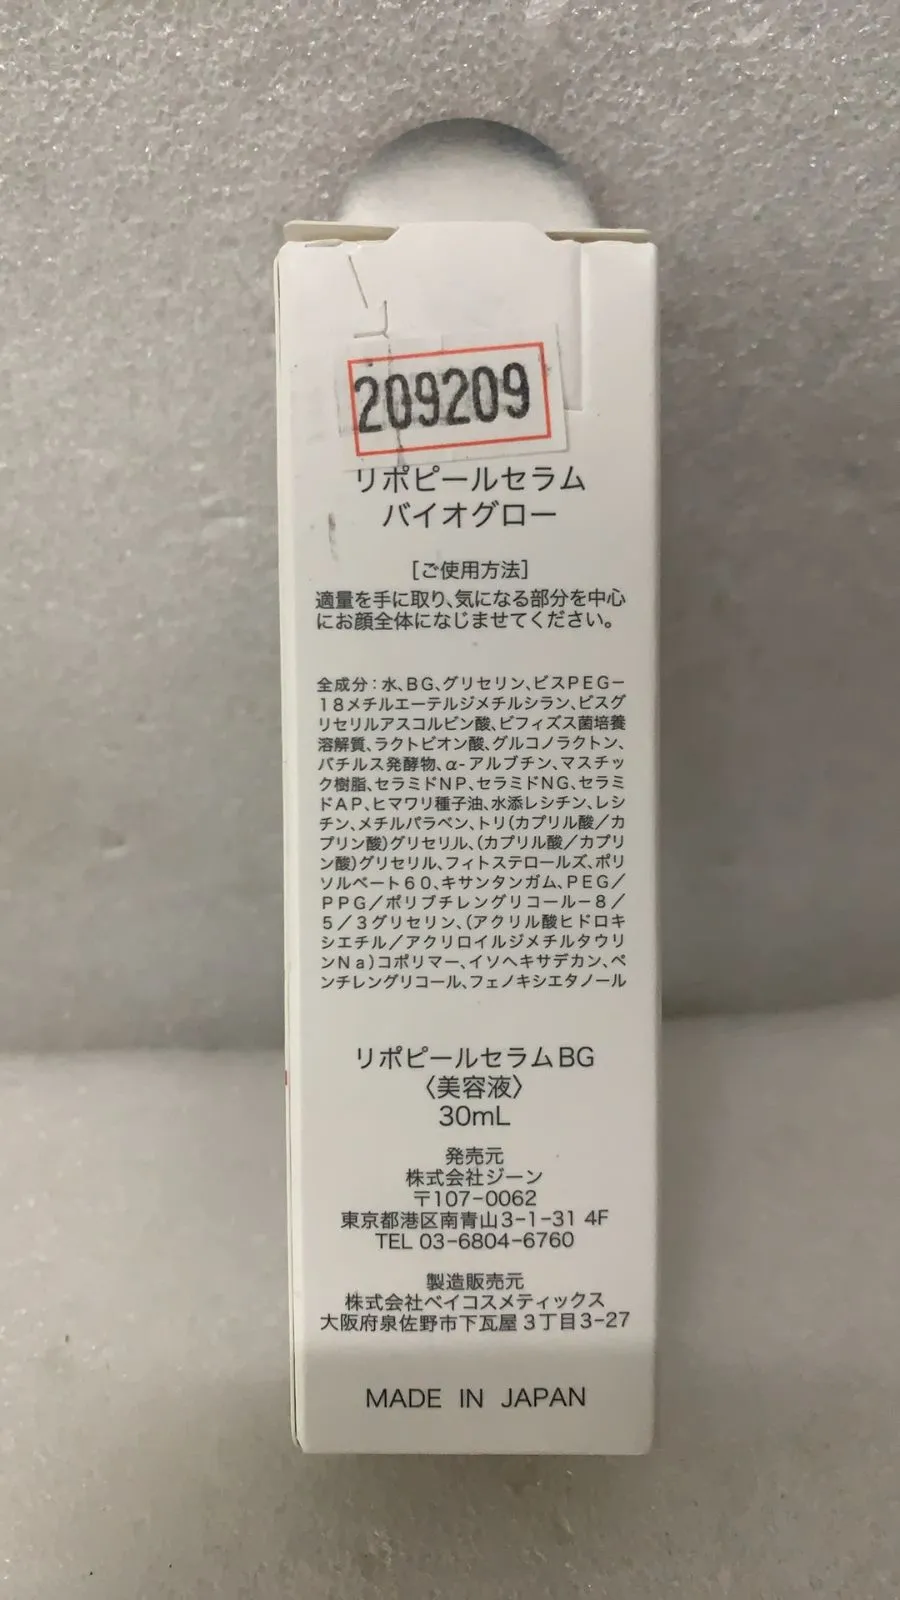 209209
リポピールセラム
バイオグロー
［ご使用方法］
適量を手に取り､気になる部分を中心
にお顔全体になじませてください｡
全成分：水､BG､グリセリン､ビスPEG−
18メチルエーテルジメチルシラン､ビスグ
リセリルアスコルビン酸､ビフィズス菌培養
溶解質､ラクトビオン酸､グルコノラクトン､
バチルス発酵物､α-アルブチン､マスチッ
ク樹脂､セラミドNP､セラミドNG､セラミ
ドAP､ヒマワリ種子油､水添レシチン､レシ
チン､メチルパラベン､トリ(カプリル酸／カ
プリン酸)グリセリル､(カプリル酸／カプリ
ン酸)グリセリル､フィトステロールズ､ポリ
ソルベート60､キサンタンガム､PEG／
PPG／ポリブチレングリコール−8／
5／3グリセリン､(アクリル酸ヒドロキ
シエチル／アクリロイルジメチルタウリ
ンNa)コポリマー､イソヘキサデカン､ペ
ンチレングリコール､フェノキシエタノール
リポピールセラムBG
〈美容液〉
30mL
発売元
株式会社ジーン
〒107−0062
東京都港区南青山3−1−31 4F
TEL 03−6804−6760
製造販売元
株式会社ベイコスメティックス
大阪府泉佐野市下瓦屋3丁目3−27
MADE IN JAPAN